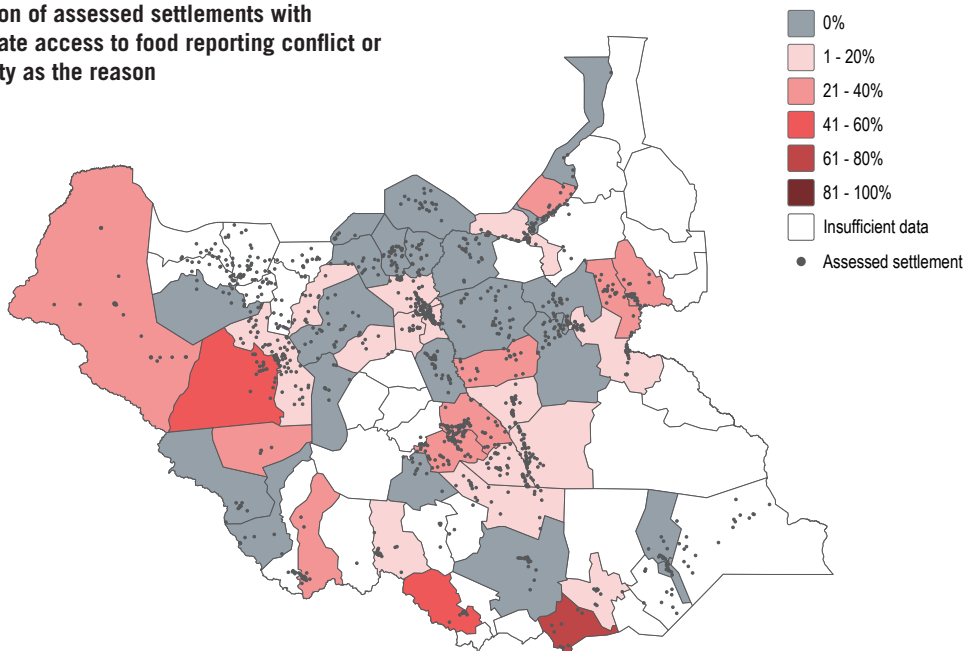 on of assessed settlements with
ate access to food reporting conflict or
ty as the reason
0%
1 - 20%
21 - 40%
41 - 60%
61 - 80%
81 - 100%
Insufficient data
Assessed settlement